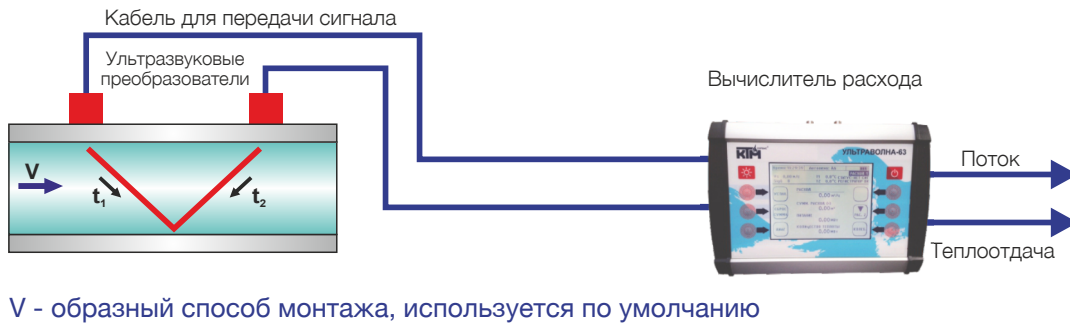 Кабель для передачи сигнала
Ультразвуковые
преобразователи
Вычислитель расхода
V
t1
t2
КТМ
УЛЬТРАВОЛНА-63
Поток
Теплоотдача
V - образный способ монтажа, используется по умолчанию